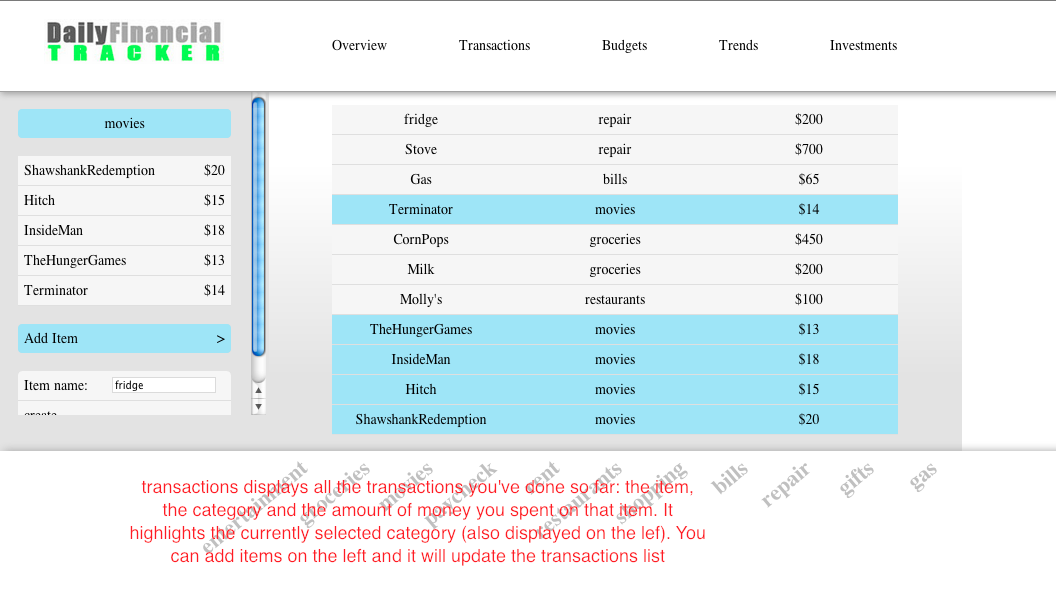 DailyFinancial
TRACKER
Overview Transactions Budgets Trends Investments
movies
ShawshankRedemption $20
Hitch $15
InsideMan $18
TheHungerGames $13
Terminator $14
Add Item >
Item name: fridge
create
fridge repair $200
Stove repair $700
Gas bills $65
Terminator movies $14
CornPops groceries $450
Milk groceries $200
Molly's restaurants $100
TheHungerGames movies $13
InsideMan movies $18
Hitch movies $15
ShawshankRedemption movies $20
entertainment groceries movies paycheck rent restaurants shopping bills repair gifts gas
transactions displays all the transactions you've done so far: the item,
the category and the amount of money you spent on that item. It
highlights the currently selected category (also displayed on the lef). You
can add items on the left and it will update the transactions list